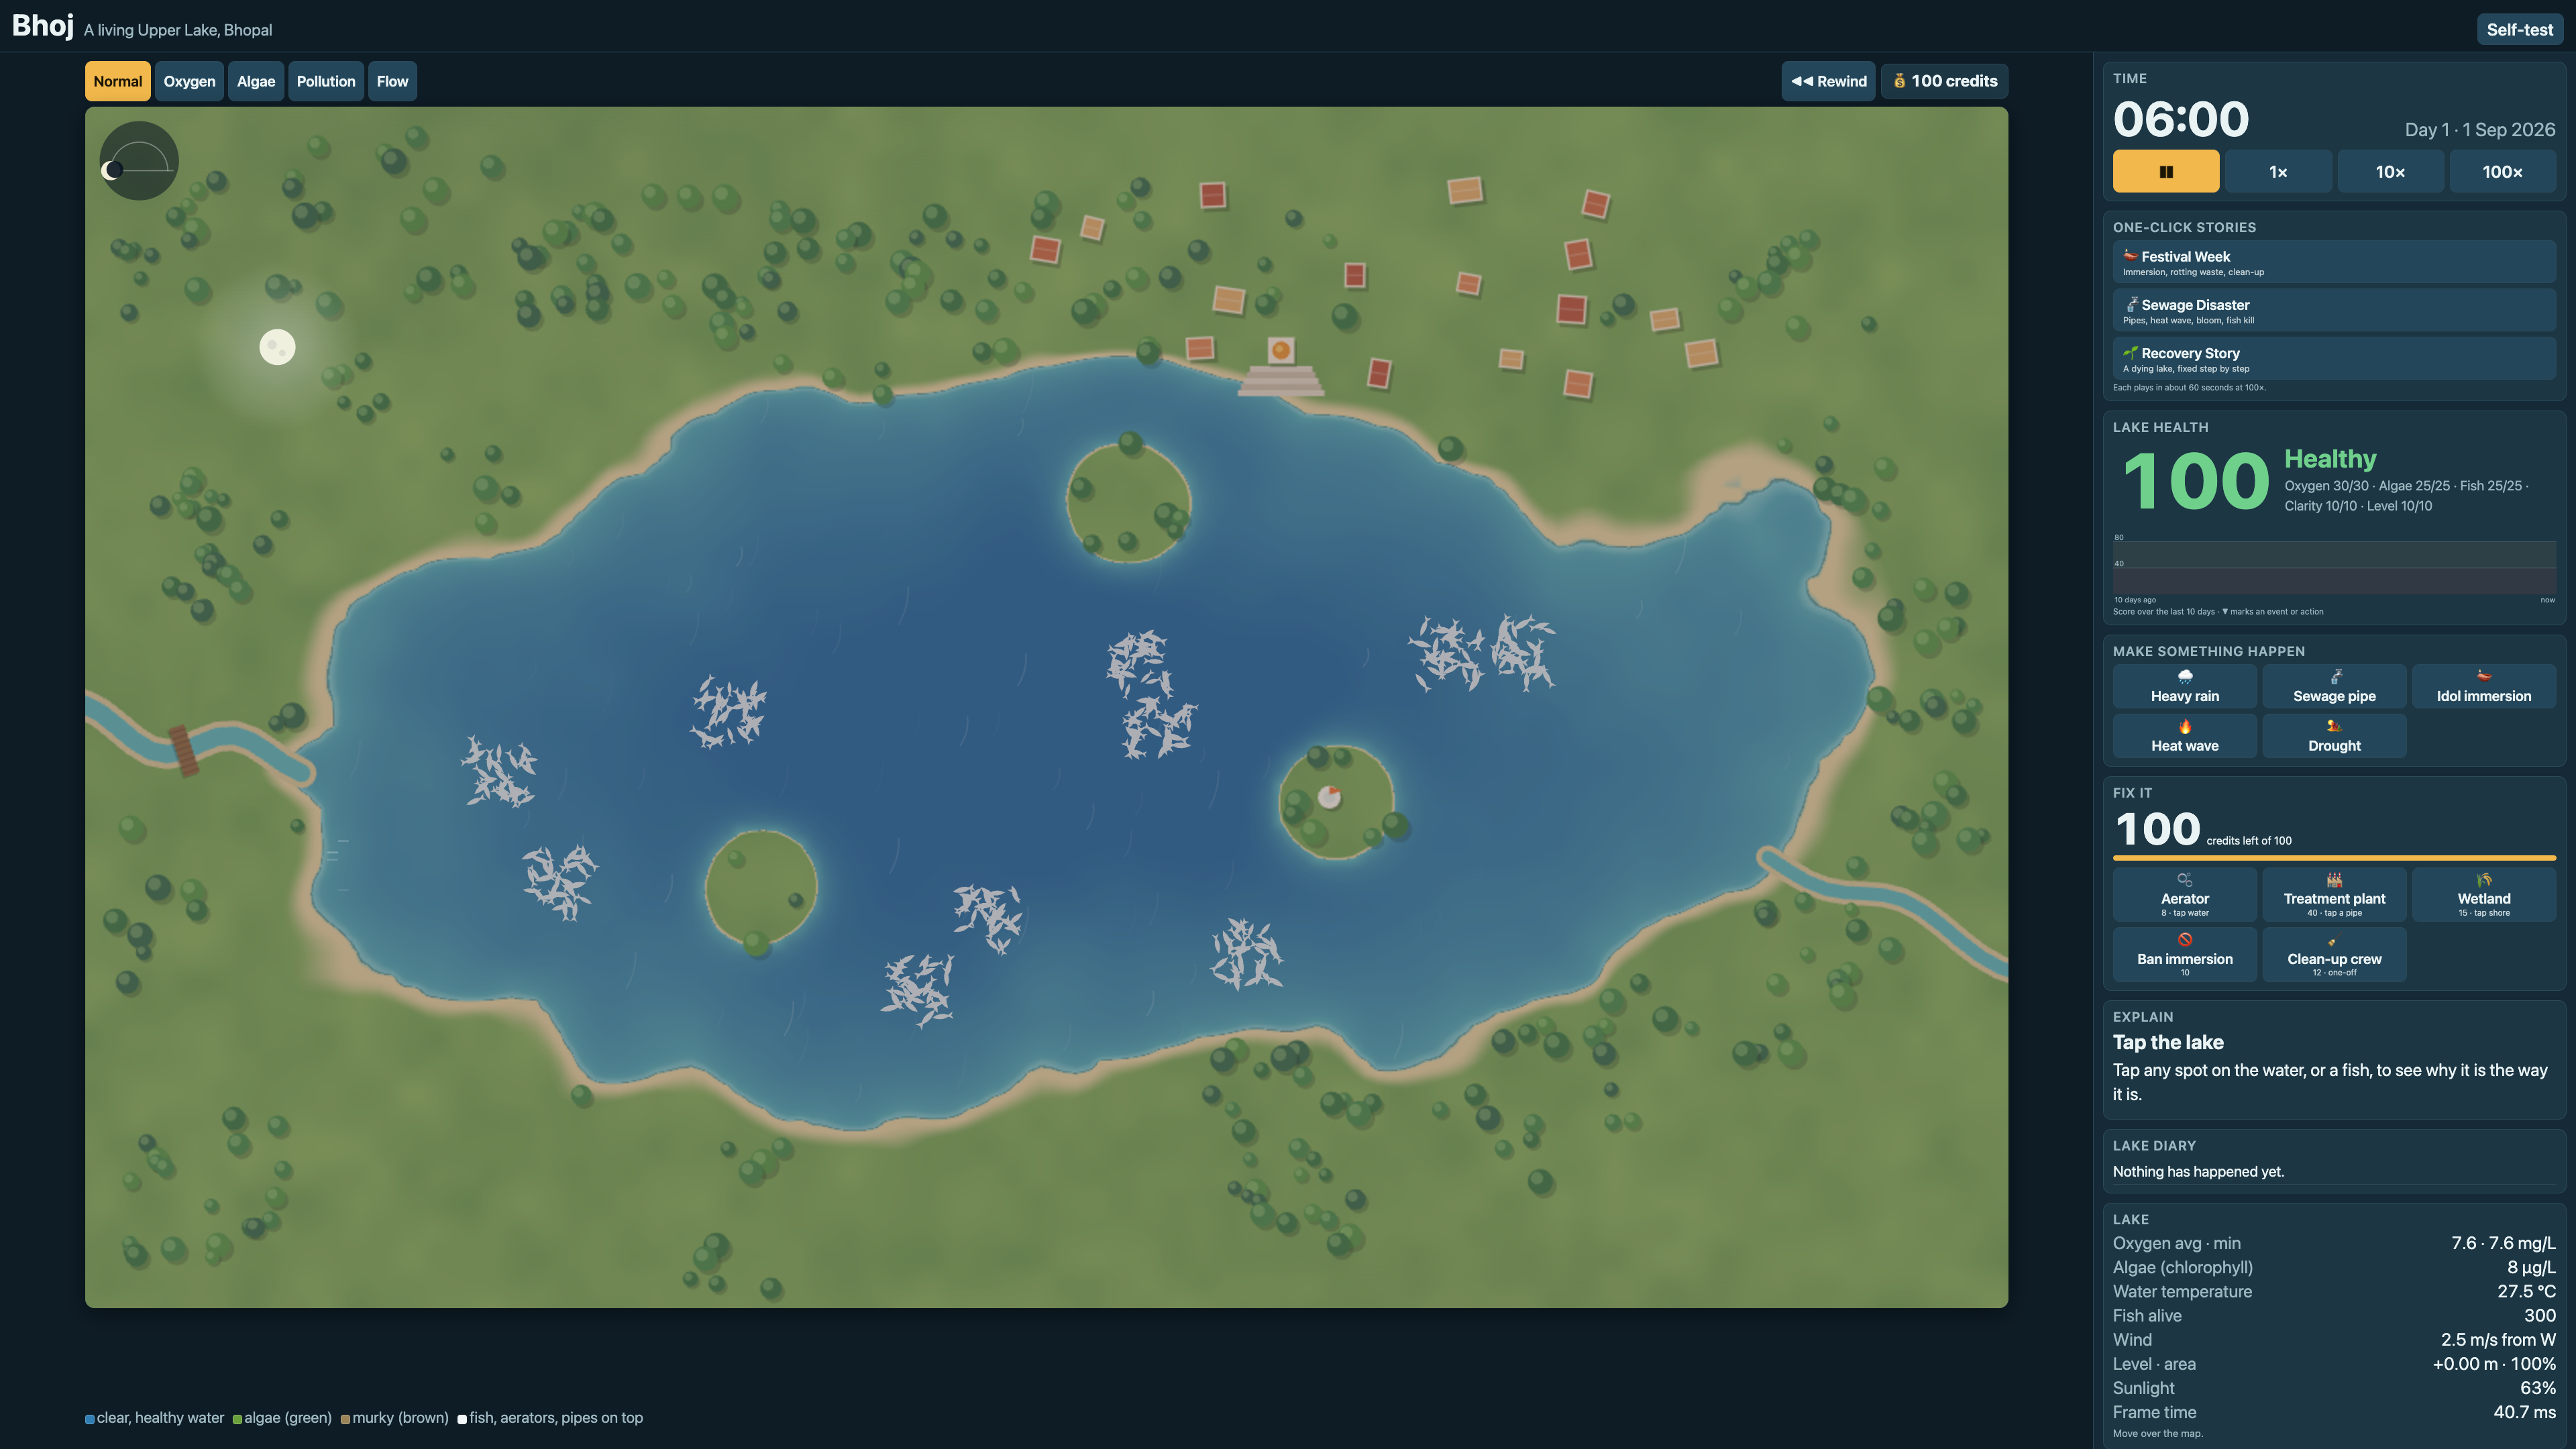 Bhoj A living Upper Lake, Bhopal
Self-test
Normal Oxygen Algae Pollution Flow
◀◀ Rewind
100 credits
TIME
06:00
Day 1 · 1 Sep 2026
1× 10× 100×
ONE-CLICK STORIES
Festival Week
Immersion, rotting waste, clean-up
Sewage Disaster
Pipes, heat wave, bloom, fish kill
Recovery Story
A dying lake, fixed step by step
Each plays in about 60 seconds at 100×.
LAKE HEALTH
100
Healthy
Oxygen 30/30 · Algae 25/25 · Fish 25/25 ·
Clarity 10/10 · Level 10/10
80
40
10 days ago now
Score over the last 10 days · ▼ marks an event or action
MAKE SOMETHING HAPPEN
Heavy rain
Sewage pipe
Idol immersion
Heat wave
Drought
FIX IT
100 credits left of 100
Aerator
8 · tap water
Treatment plant
40 · tap a pipe
Wetland
15 · tap shore
Ban immersion
10
Clean-up crew
12 · one-off
EXPLAIN
Tap the lake
Tap any spot on the water, or a fish, to see why it is the way
it is.
LAKE DIARY
Nothing has happened yet.
LAKE
Oxygen avg · min 7.6 · 7.6 mg/L
Algae (chlorophyll) 8 µg/L
Water temperature 27.5 °C
Fish alive 300
Wind 2.5 m/s from W
Level · area +0.00 m · 100%
Sunlight 63%
Frame time 40.7 ms
Move over the map.
clear, healthy water algae (green) murky (brown) fish, aerators, pipes on top